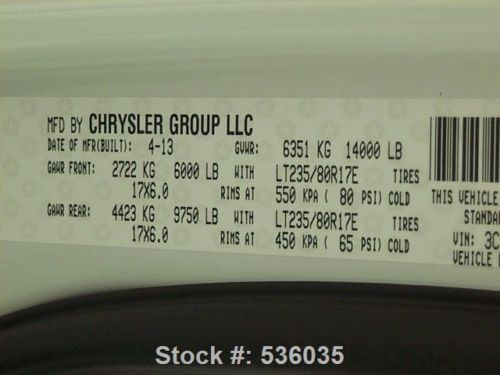 MFD BY CHRYSLER GROUP LLC
DATE OF MFR(BUILT): 4-13 GVWR: 6351 KG 14000 LB
GAWR FRONT: 2722 KG 6000 LB WITH LT235/80R17E TIRES
17X6.0 RIMS AT 550 KPA ( 80 PSI) COLD
GAWR REAR: 4423 KG 9750 LB WITH LT235/80R17E TIRES
17X6.0 RIMS AT 450 KPA ( 65 PSI) COLD
THIS VEHICLE
STANDA
VIN: 3C
VEHICLE
Stock #: 536035